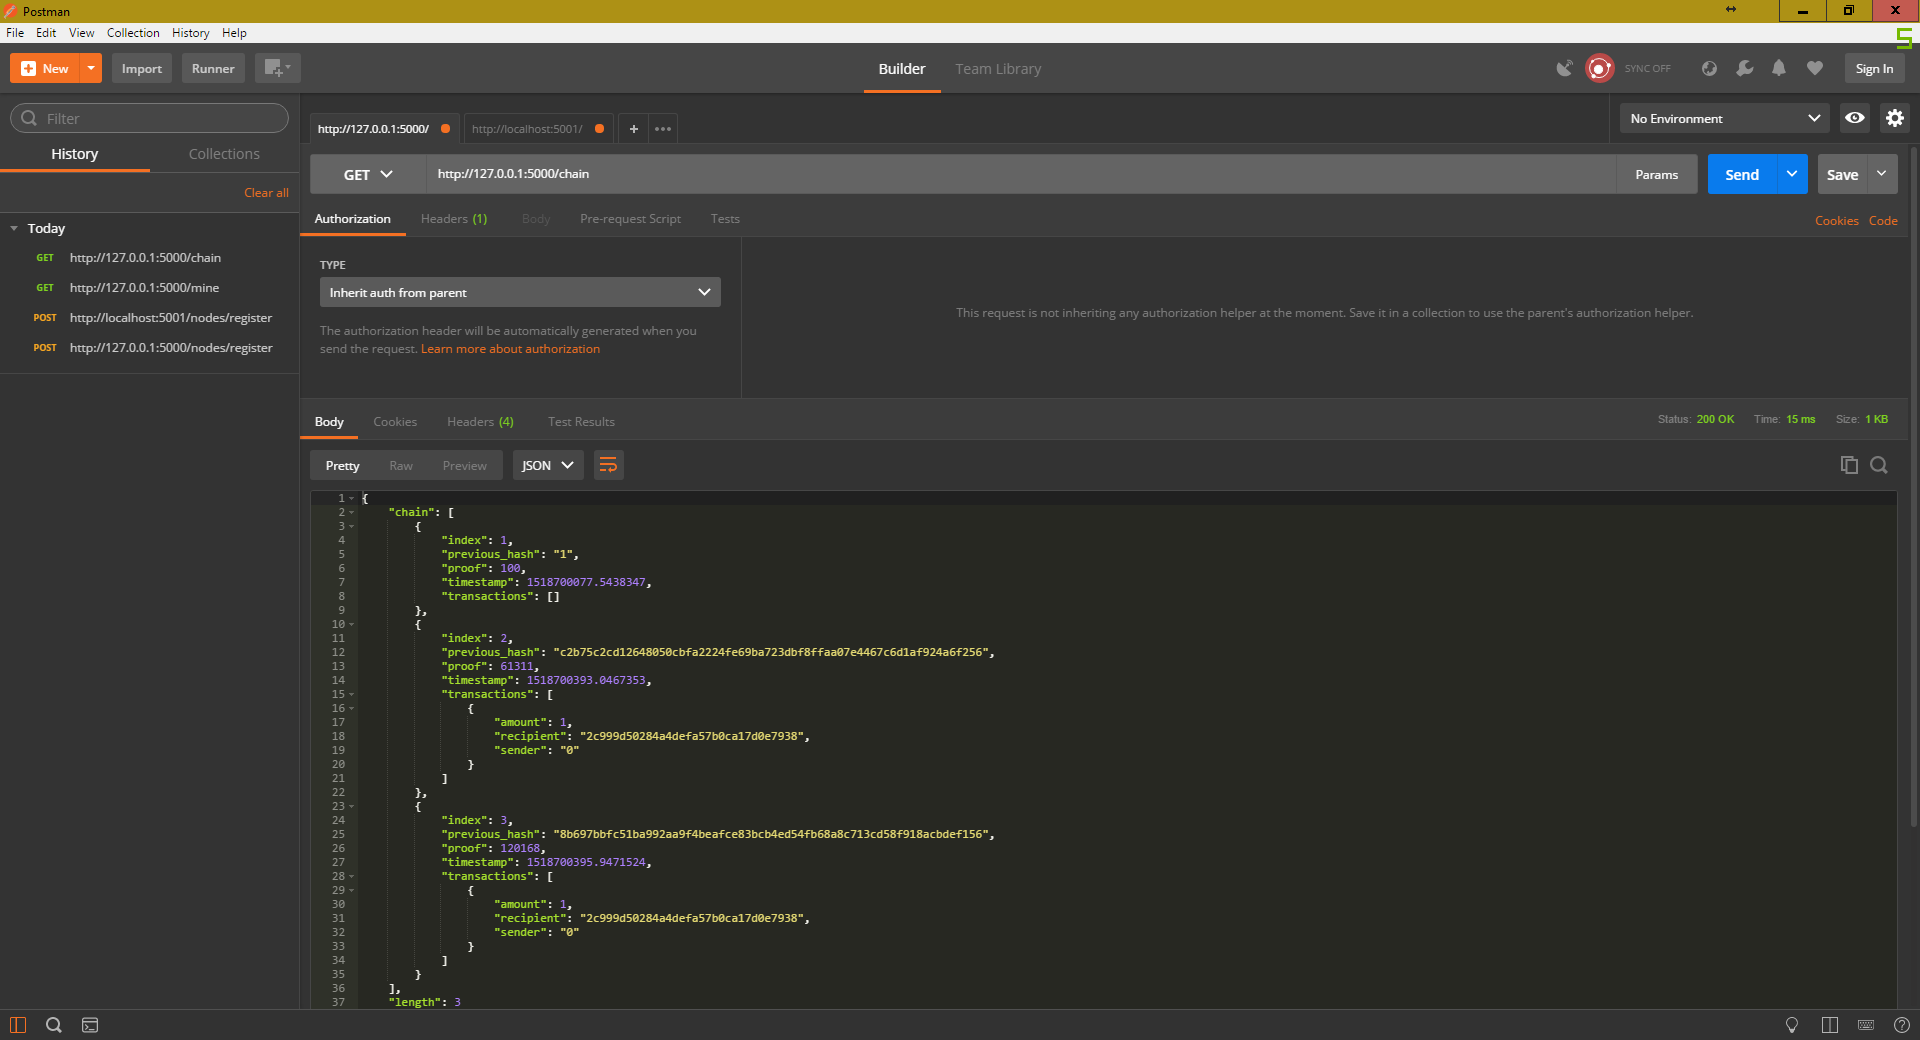 Postman
File Edit View Collection History Help
New Import Runner Builder Team Library SYNC OFF Sign In
Filter
History Collections
Clear all
Today
GET http://127.0.0.1:5000/chain
GET http://127.0.0.1:5000/mine
POST http://localhost:5001/nodes/register
POST http://127.0.0.1:5000/nodes/register
http://127.0.0.1:5000/ http://localhost:5001/ + ••• No Environment
GET http://127.0.0.1:5000/chain Params Send Save
Authorization Headers (1) Body Pre-request Script Tests Cookies Code
TYPE
Inherit auth from parent
The authorization header will be automatically generated when you
send the request. Learn more about authorization
This request is not inheriting any authorization helper at the moment. Save it in a collection to use the parent's authorization helper.
Body Cookies Headers (4) Test Results Status: 200 OK Time: 15 ms Size: 1 KB
Pretty Raw Preview JSON
1 {
2 "chain": [
3 {
4 "index": 1,
5 "previous_hash": "1",
6 "proof": 100,
7 "timestamp": 1518700077.5438347,
8 "transactions": []
9 },
10 {
11 "index": 2,
12 "previous_hash": "c2b75c2cd12648050cbfa2224fe69ba723dbf8ffaa07e4467c6d1af924a6f256",
13 "proof": 61311,
14 "timestamp": 1518700393.0467353,
15 "transactions": [
16 {
17 "amount": 1,
18 "recipient": "2c999d50284a4defa57b0ca17d0e7938",
19 "sender": "0"
20 }
21 ]
22 },
23 {
24 "index": 3,
25 "previous_hash": "8b697bbfc51ba992aa9f4beafce83bcb4ed54fb68a8c713cd58f918acbdef156",
26 "proof": 120168,
27 "timestamp": 1518700395.9471524,
28 "transactions": [
29 {
30 "amount": 1,
31 "recipient": "2c999d50284a4defa57b0ca17d0e7938",
32 "sender": "0"
33 }
34 ]
35 }
36 ],
37 "length": 3